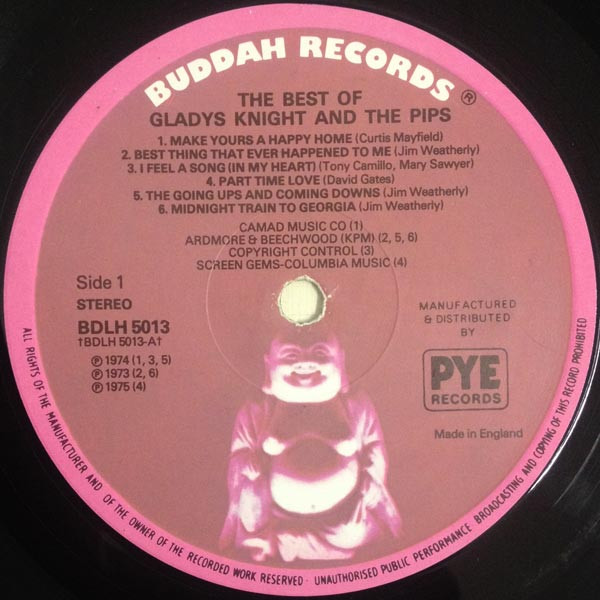 BUDDAH RECORDS ®
THE BEST OF
GLADYS KNIGHT AND THE PIPS
1. MAKE YOURS A HAPPY HOME (Curtis Mayfield)
2. BEST THING THAT EVER HAPPENED TO ME (Jim Weatherly)
3. I FEEL A SONG (IN MY HEART) (Tony Camillo, Mary Sawyer)
4. PART TIME LOVE (David Gates)
5. THE GOING UPS AND COMING DOWNS (Jim Weatherly)
6. MIDNIGHT TRAIN TO GEORGIA (Jim Weatherly)
CAMAD MUSIC CO (1)
ARDMORE & BEECHWOOD (KPM) (2, 5, 6)
COPYRIGHT CONTROL (3)
SCREEN GEMS-COLUMBIA MUSIC (4)
Side 1
STEREO
BDLH 5013
†BDLH 5013-A†
℗ 1974 (1, 3, 5)
℗ 1973 (2, 6)
℗ 1975 (4)
MANUFACTURED
& DISTRIBUTED
BY
PYE
RECORDS
Made in England
ALL RIGHTS OF THE MANUFACTURER AND OF THE OWNER OF THE RECORDED WORK RESERVED · UNAUTHORISED PUBLIC PERFORMANCE BROADCASTING AND COPYING OF THIS RECORD PROHIBITED